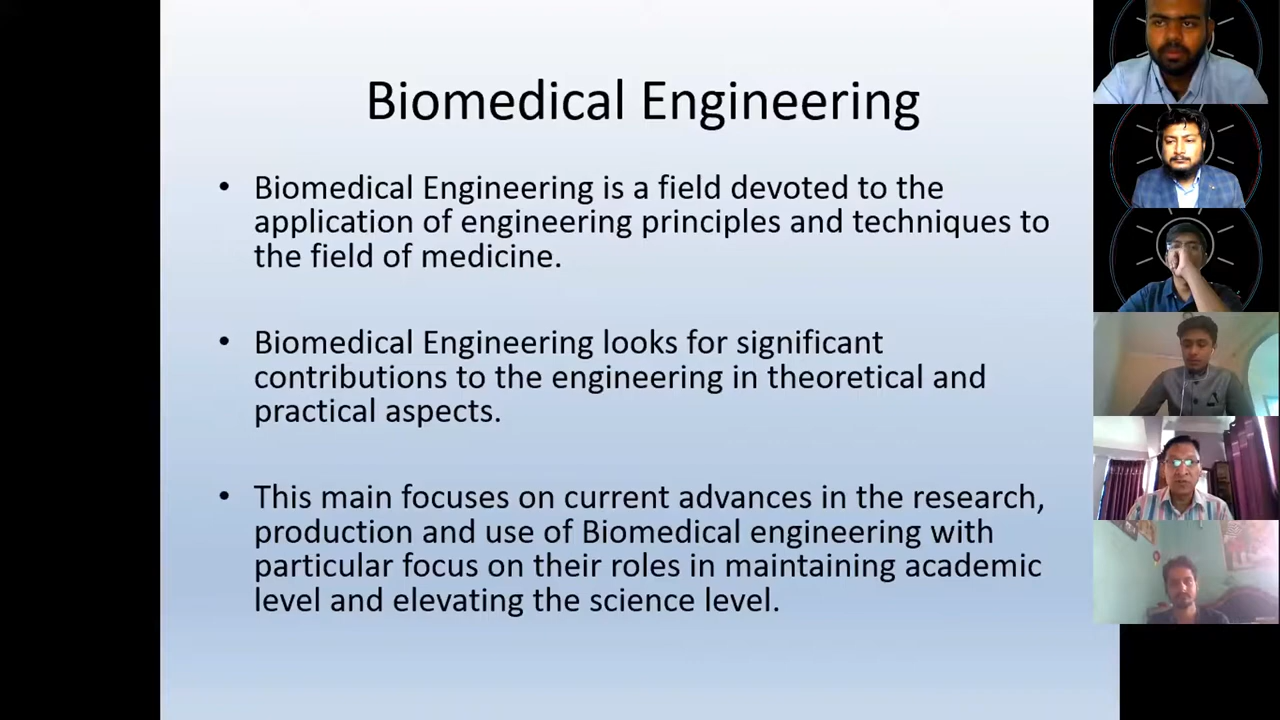 Biomedical Engineering
• Biomedical Engineering is a field devoted to the
application of engineering principles and techniques to
the field of medicine.
• Biomedical Engineering looks for significant
contributions to the engineering in theoretical and
practical aspects.
• This main focuses on current advances in the research,
production and use of Biomedical engineering with
particular focus on their roles in maintaining academic
level and elevating the science level.